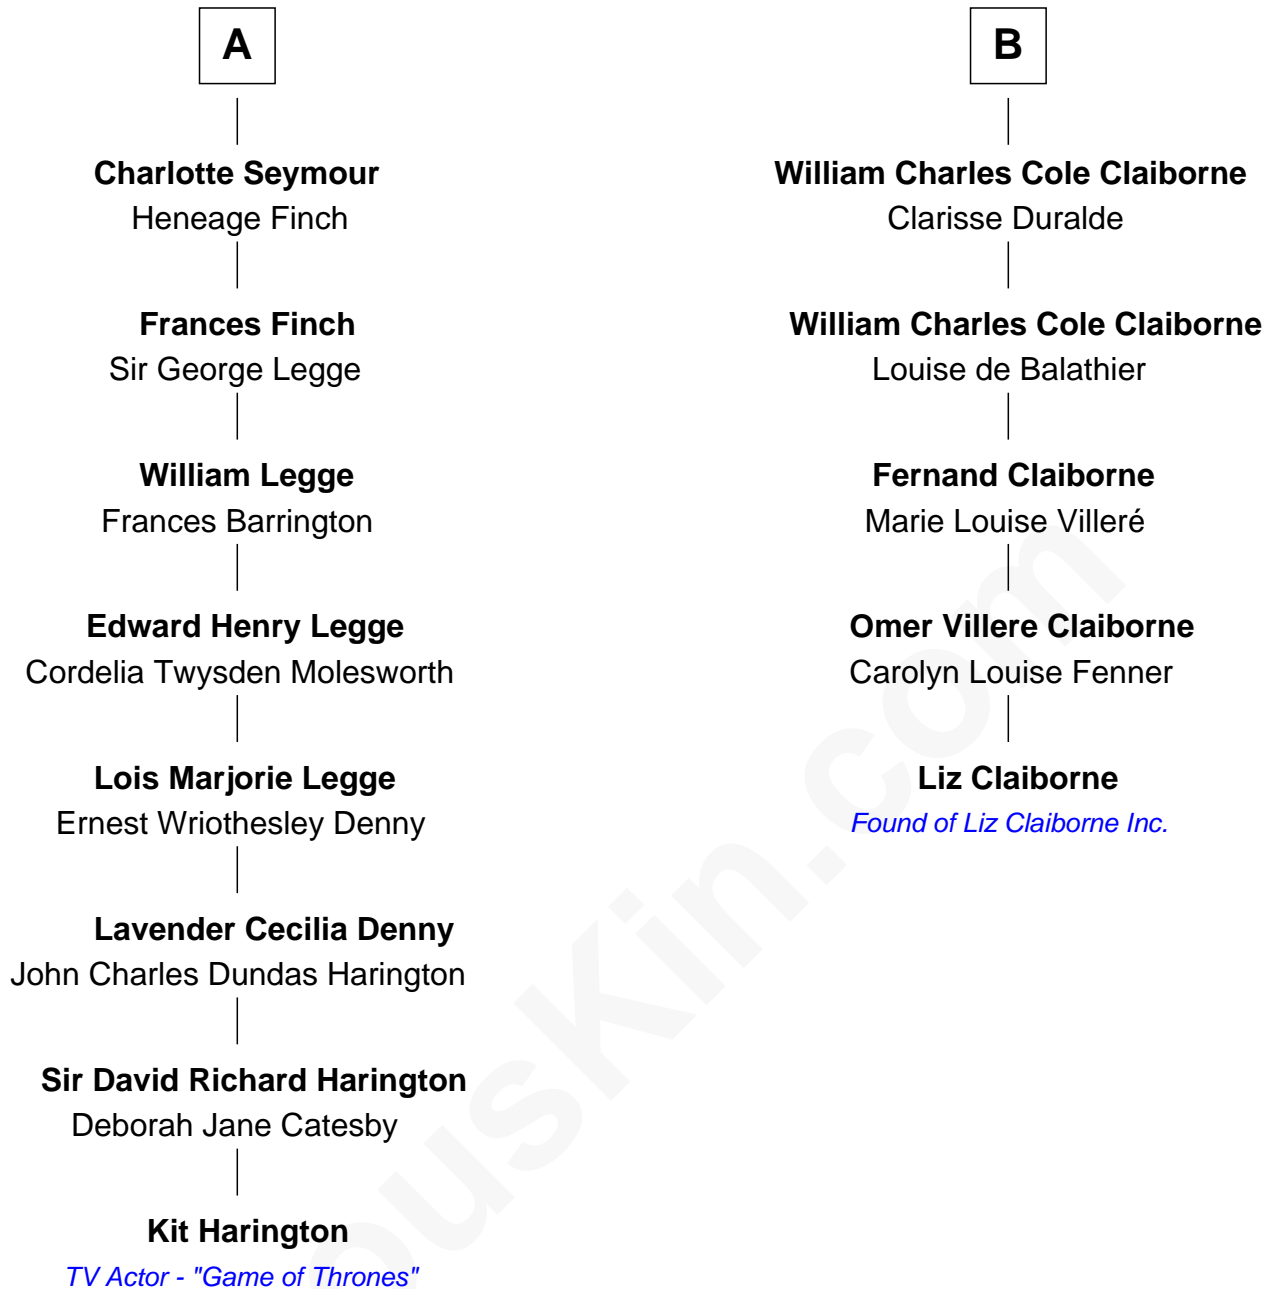 A
Charlotte Seymour
Heneage Finch
Frances Finch
Sir George Legge
William Legge
Frances Barrington
Edward Henry Legge
Cordelia Twysden Molesworth
Lois Marjorie Legge
Ernest Wriothesley Denny
Lavender Cecilia Denny
John Charles Dundas Harington
Sir David Richard Harington
Deborah Jane Catesby
Kit Harington
TV Actor - "Game of Thrones"
B
William Charles Cole Claiborne
Clarisse Duralde
William Charles Cole Claiborne
Louise de Balathier
Fernand Claiborne
Marie Louise Villeré
Omer Villere Claiborne
Carolyn Louise Fenner
Liz Claiborne
Found of Liz Claiborne Inc.
ousKin.com